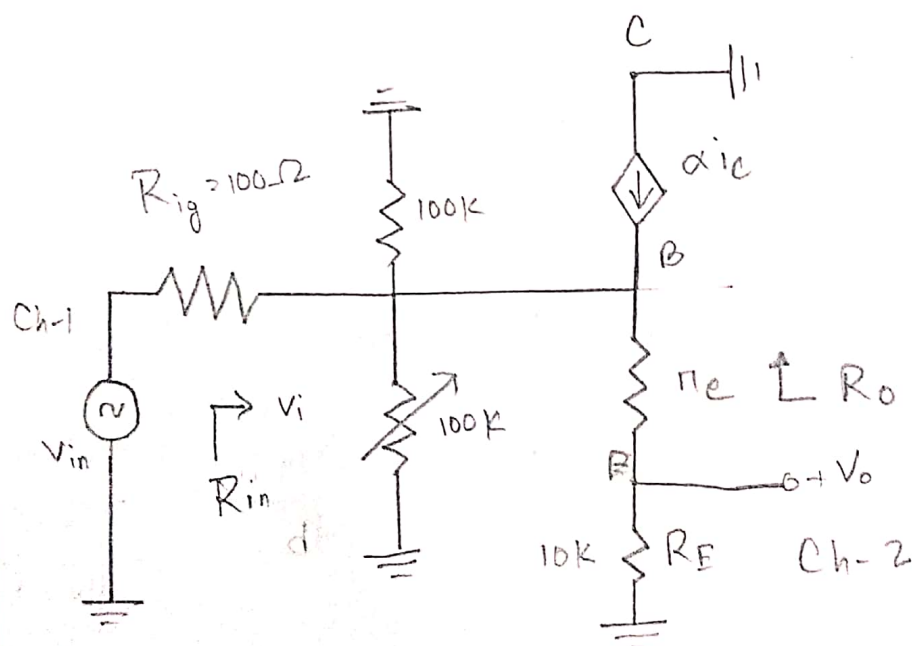 C
αic
Rig = 100Ω
100K
B
Ch-1
re
Ro
Vi
100K
Vin
Rin
E
o+ Vo
10K
RE
Ch-2